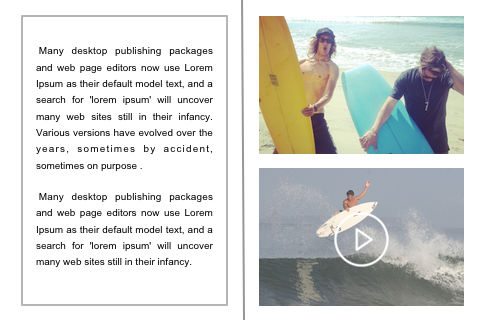 Many desktop publishing packages
and web page editors now use Lorem
Ipsum as their default model text, and a
search for 'lorem ipsum' will uncover
many web sites still in their infancy.
Various versions have evolved over the
years, sometimes by accident,
sometimes on purpose .
Many desktop publishing packages
and web page editors now use Lorem
Ipsum as their default model text, and a
search for 'lorem ipsum' will uncover
many web sites still in their infancy.